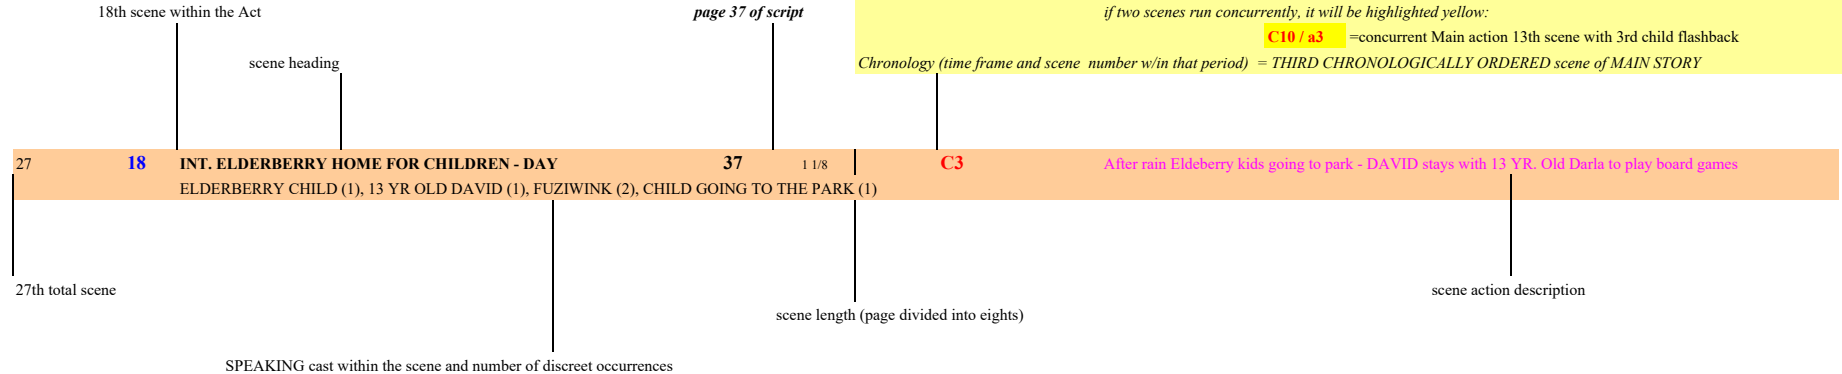 18th scene within the Act
page 37 of script
if two scenes run concurrently, it will be highlighted yellow:
C10 / a3 =concurrent Main action 13th scene with 3rd child flashback
scene heading
Chronology (time frame and scene number w/in that period) = THIRD CHRONOLOGICALLY ORDERED scene of MAIN STORY
27 18 INT. ELDERBERRY HOME FOR CHILDREN - DAY 37 1 1/8 C3 After rain Eldeberry kids going to park - DAVID stays with 13 YR. Old Darla to play board games
ELDERBERRY CHILD (1), 13 YR OLD DAVID (1), FUZIWINK (2), CHILD GOING TO THE PARK (1)
27th total scene
scene action description
scene length (page divided into eights)
SPEAKING cast within the scene and number of discreet occurrences